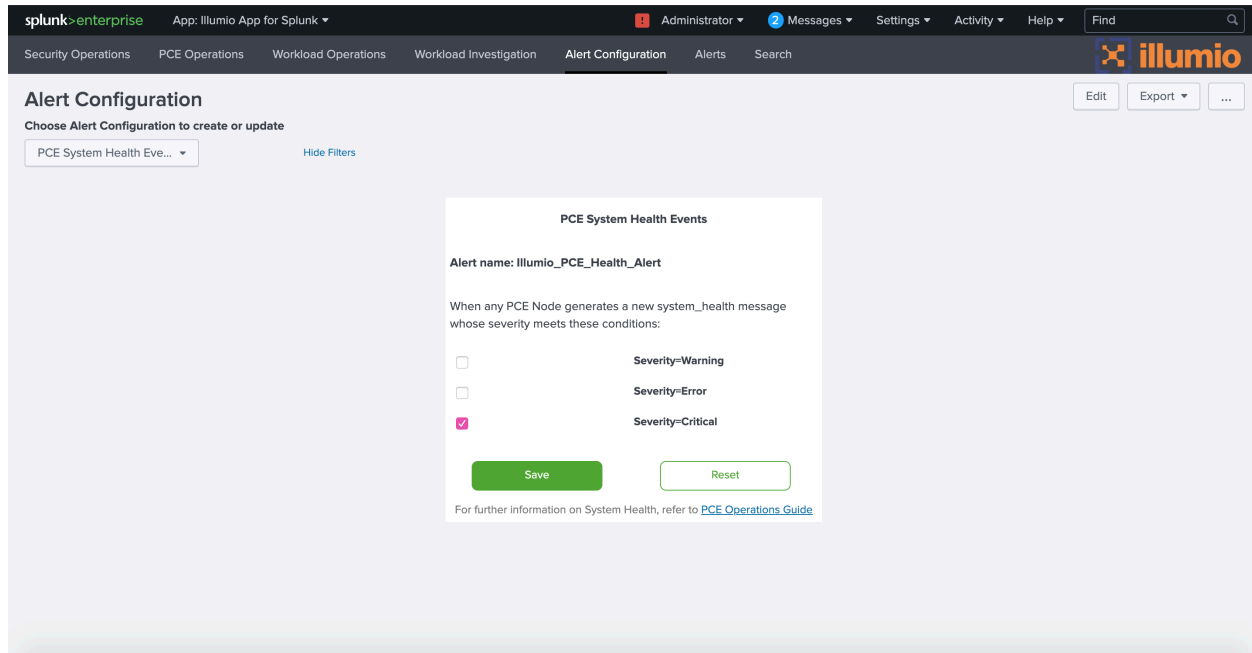 splunk>enterprise App: Illumio App for Splunk ! Administrator 2 Messages Settings Activity Help Find
Security Operations PCE Operations Workload Operations Workload Investigation Alert Configuration Alerts Search illumio
Alert Configuration Edit Export ...
Choose Alert Configuration to create or update
PCE System Health Eve... Hide Filters
PCE System Health Events
Alert name: Illumio_PCE_Health_Alert
When any PCE Node generates a new system_health message
whose severity meets these conditions:
Severity=Warning
Severity=Error
Severity=Critical
Save Reset
For further information on System Health, refer to PCE Operations Guide